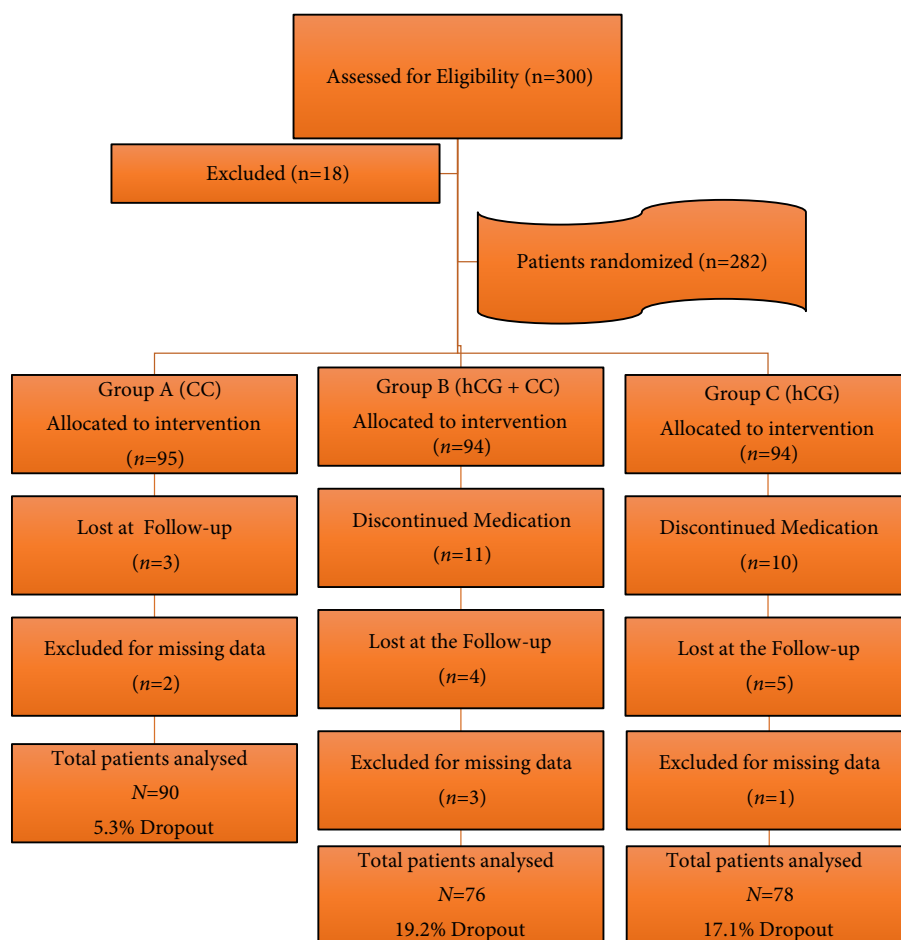 Assessed for Eligibility (n=300)
Excluded (n=18)
Patients randomized (n=282)
Group A (CC)
Allocated to intervention
(n=95)
Lost at Follow-up
(n=3)
Excluded for missing data
(n=2)
Total patients analysed
N=90
5.3% Dropout
Group B (hCG + CC)
Allocated to intervention
(n=94)
Discontinued Medication
(n=11)
Lost at the Follow-up
(n=4)
Excluded for missing data
(n=3)
Total patients analysed
N=76
19.2% Dropout
Group C (hCG)
Allocated to intervention
(n=94)
Discontinued Medication
(n=10)
Lost at the Follow-up
(n=5)
Excluded for missing data
(n=1)
Total patients analysed
N=78
17.1% Dropout